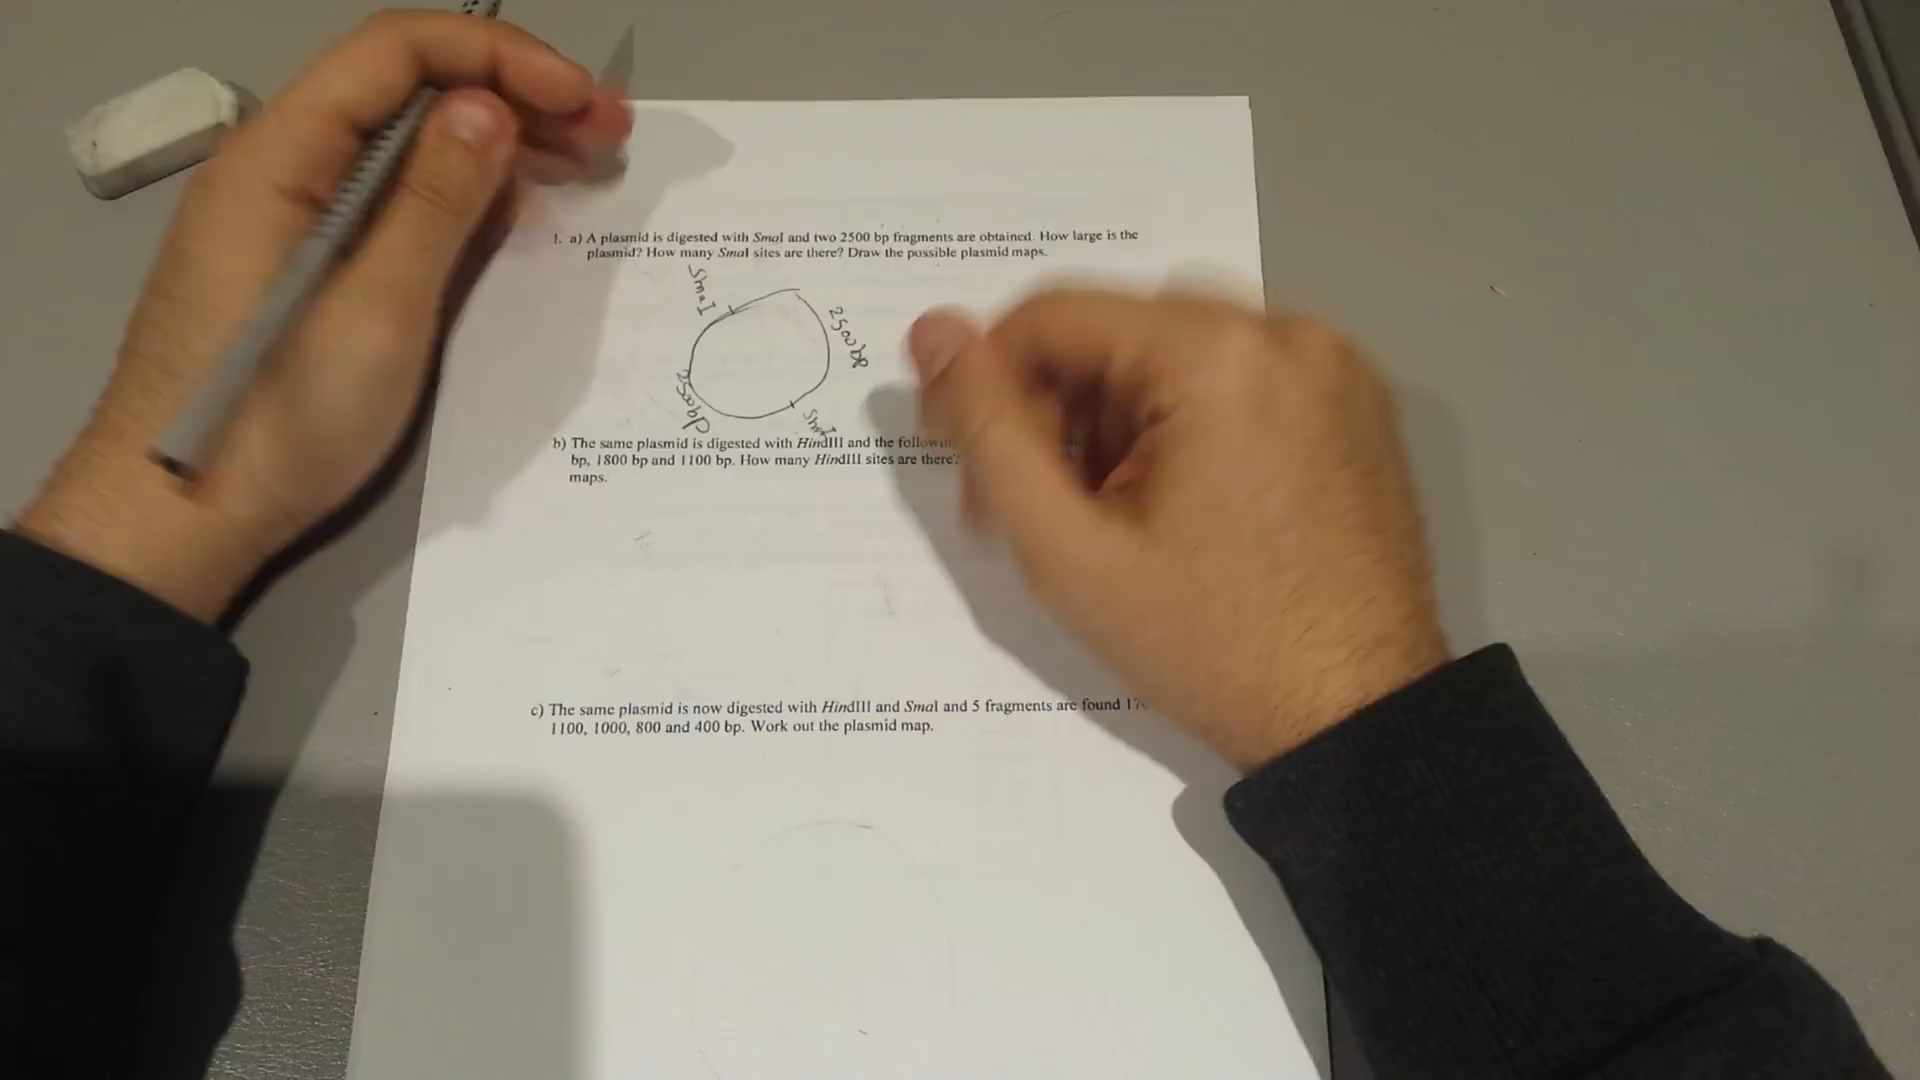 1. a) A plasmid is digested with SmaI and two 2500 bp fragments are obtained. How large is the
plasmid? How many SmaI sites are there? Draw the possible plasmid maps.
SmaI
2500bp
2500bp
SmaI
b) The same plasmid is digested with HindIII and the
bp, 1800 bp and 1100 bp. How many HindIII sites are there?
maps.
c) The same plasmid is now digested with HindIII and SmaI and 5 fragments are found
1100, 1000, 800 and 400 bp. Work out the plasmid map.